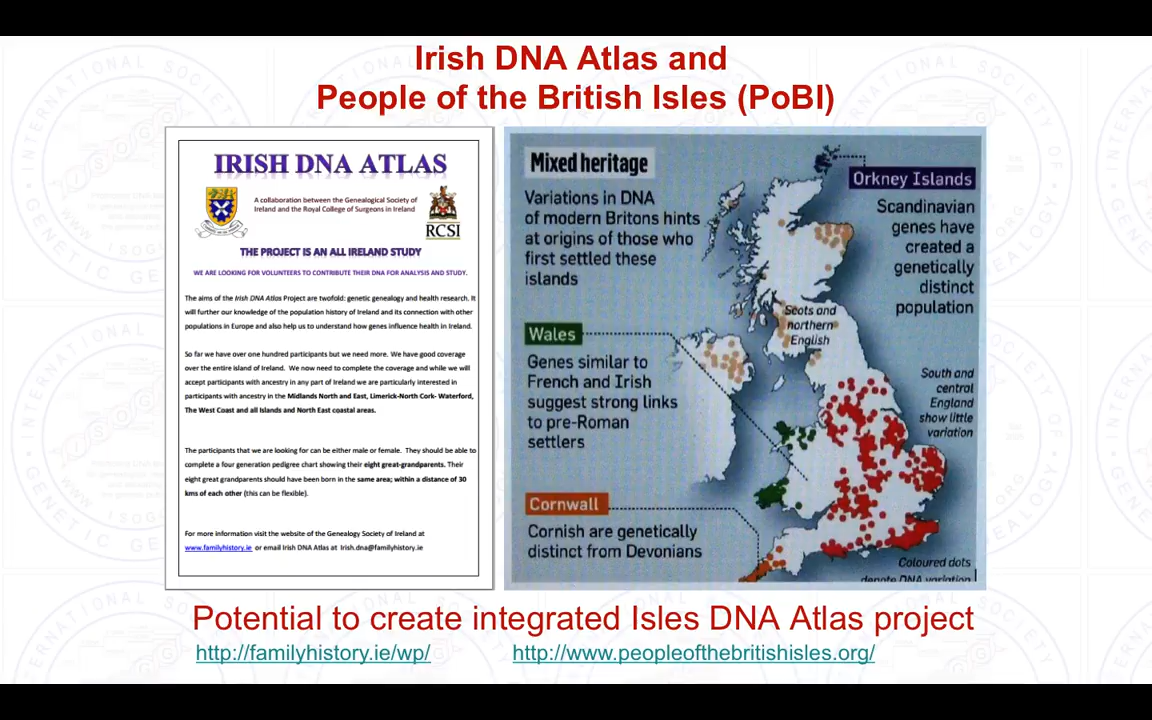 Irish DNA Atlas and
People of the British Isles (PoBI)
IRISH DNA ATLAS
A collaboration between the Genealogical Society of
Ireland and the Royal College of Surgeons in Ireland
RCSI
THE PROJECT IS AN ALL IRELAND STUDY
WE ARE LOOKING FOR VOLUNTEERS TO CONTRIBUTE THEIR DNA FOR ANALYSIS AND STUDY.
The aims of the Irish DNA Atlas Project are twofold: genetic genealogy and health research. It
will further our knowledge of the population history of Ireland and its connection with other
populations in Europe and also help us to understand how genes influence health in Ireland.
So far we have over one hundred participants but we need more. We have good coverage
over the entire island of Ireland. We now need to complete the coverage and while we will
accept participants with ancestry in any part of Ireland we are particularly interested in
participants with ancestry in the Midlands North and East, Limerick-North Cork- Waterford,
The West Coast and all Islands and North East coastal areas.
The participants that we are looking for can be either male or female. They should be able to
complete a four generation pedigree chart showing their eight great-grandparents. Their
eight great grandparents should have been born in the same area; within a distance of 30
kms of each other (this can be flexible).
For more information visit the website of the Genealogy Society of Ireland at
www.familyhistory.ie or email Irish DNA Atlas at Irish.dna@familyhistory.ie
Mixed heritage
Variations in DNA
of modern Britons hints
at origins of those who
first settled these
islands
Orkney Islands
Scandinavian
genes have
created a
genetically
distinct
population
Scots and
northern
English
Wales
Genes similar to
French and Irish
suggest strong links
to pre-Roman
settlers
South and
central
England
show little
variation
Cornwall
Cornish are genetically
distinct from Devonians
Coloured dots
denote DNA variation
Potential to create integrated Isles DNA Atlas project
http://familyhistory.ie/wp/
http://www.peopleofthebritishisles.org/